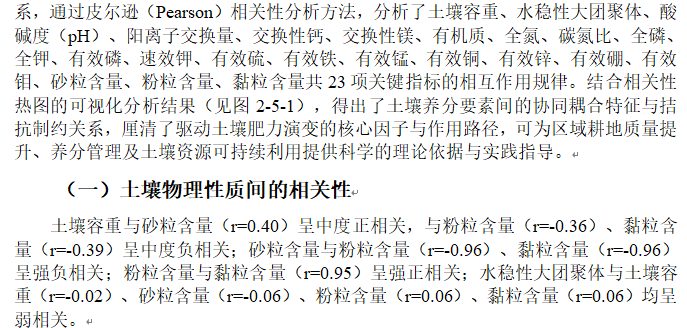 系，通过皮尔逊（Pearson）相关性分析方法，分析了土壤容重、水稳性大团聚体、酸
碱度（pH）、阳离子交换量、交换性钙、交换性镁、有机质、全氮、碳氮比、全磷、
全钾、有效磷、速效钾、有效硫、有效铁、有效锰、有效铜、有效锌、有效硼、有效
钼、砂粒含量、粉粒含量、黏粒含量共 23 项关键指标的相互作用规律。结合相关性
热图的可视化分析结果（见图 2-5-1），得出了土壤养分要素间的协同耦合特征与拮
抗制约关系，厘清了驱动土壤肥力演变的核心因子与作用路径，可为区域耕地质量提
升、养分管理及土壤资源可持续利用提供科学的理论依据与实践指导。
（一）土壤物理性质间的相关性
土壤容重与砂粒含量（r=0.40）呈中度正相关，与粉粒含量（r=-0.36）、黏粒含
量（r=-0.39）呈中度负相关；砂粒含量与粉粒含量（r=-0.96）、黏粒含量（r=-0.96）
呈强负相关；粉粒含量与黏粒含量（r=0.95）呈强正相关；水稳性大团聚体与土壤容
重（r=-0.02）、砂粒含量（r=-0.06）、粉粒含量（r=0.06）、黏粒含量（r=0.06）均呈
弱相关。